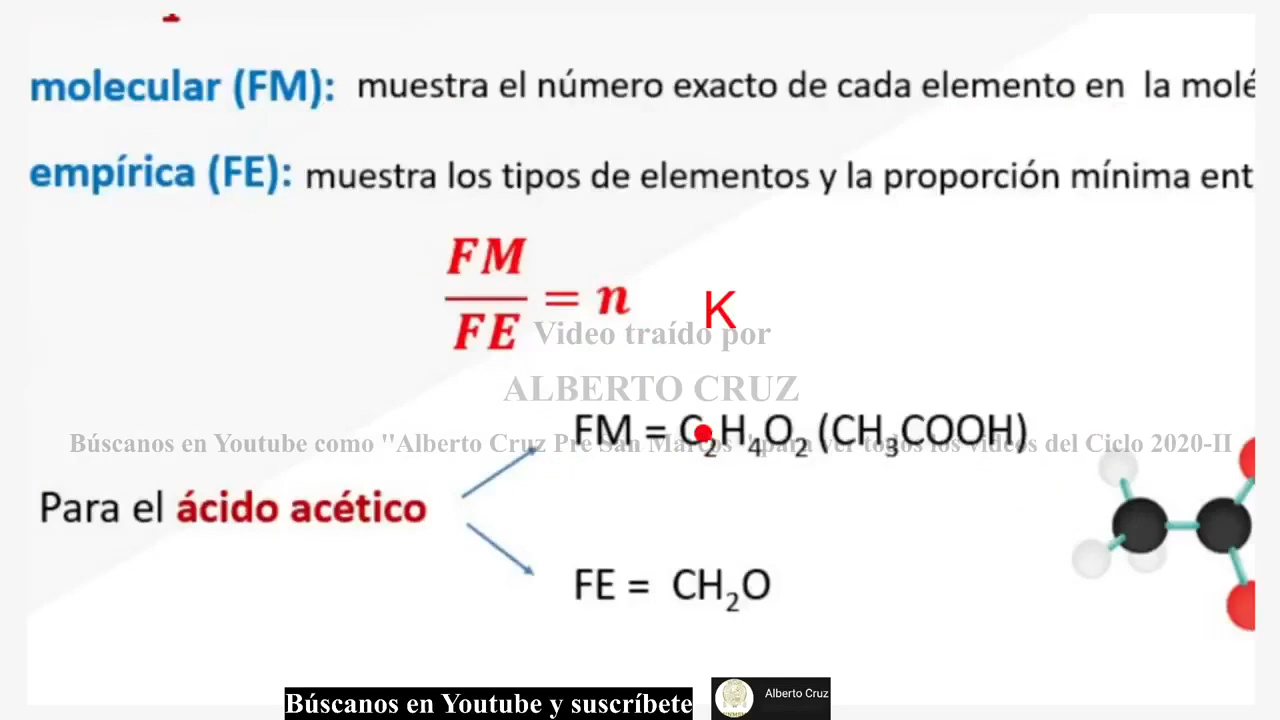 molecular (FM): muestra el número exacto de cada elemento en la molé
empírica (FE): muestra los tipos de elementos y la proporción mínima ent
FM
FE = n
K
Video traído por
ALBERTO CRUZ
FM = C2H4O2 (CH3COOH)
Búscanos en Youtube como "Alberto Cruz Pre San Marcos" para ver todos los videos del Ciclo 2020-II
Para el ácido acético
FE = CH2O
Búscanos en Youtube y suscríbete
Alberto Cruz